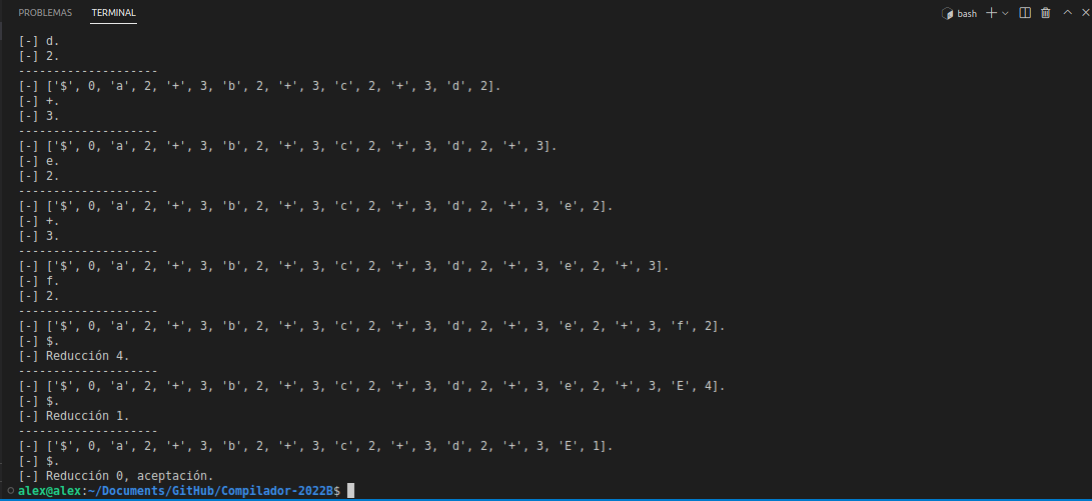 PROBLEMAS TERMINAL bash
[-] d.
[-] 2.
--------------------
[-] ['$', 0, 'a', 2, '+', 3, 'b', 2, '+', 3, 'c', 2, '+', 3, 'd', 2].
[-] +.
[-] 3.
--------------------
[-] ['$', 0, 'a', 2, '+', 3, 'b', 2, '+', 3, 'c', 2, '+', 3, 'd', 2, '+', 3].
[-] e.
[-] 2.
--------------------
[-] ['$', 0, 'a', 2, '+', 3, 'b', 2, '+', 3, 'c', 2, '+', 3, 'd', 2, '+', 3, 'e', 2].
[-] +.
[-] 3.
--------------------
[-] ['$', 0, 'a', 2, '+', 3, 'b', 2, '+', 3, 'c', 2, '+', 3, 'd', 2, '+', 3, 'e', 2, '+', 3].
[-] f.
[-] 2.
--------------------
[-] ['$', 0, 'a', 2, '+', 3, 'b', 2, '+', 3, 'c', 2, '+', 3, 'd', 2, '+', 3, 'e', 2, '+', 3, 'f', 2].
[-] $.
[-] Reducción 4.
--------------------
[-] ['$', 0, 'a', 2, '+', 3, 'b', 2, '+', 3, 'c', 2, '+', 3, 'd', 2, '+', 3, 'e', 2, '+', 3, 'E', 4].
[-] $.
[-] Reducción 1.
--------------------
[-] ['$', 0, 'a', 2, '+', 3, 'b', 2, '+', 3, 'c', 2, '+', 3, 'd', 2, '+', 3, 'E', 1].
[-] $.
[-] Reducción 0, aceptación.
alex@alex:~/Documents/GitHub/Compilador-2022B$